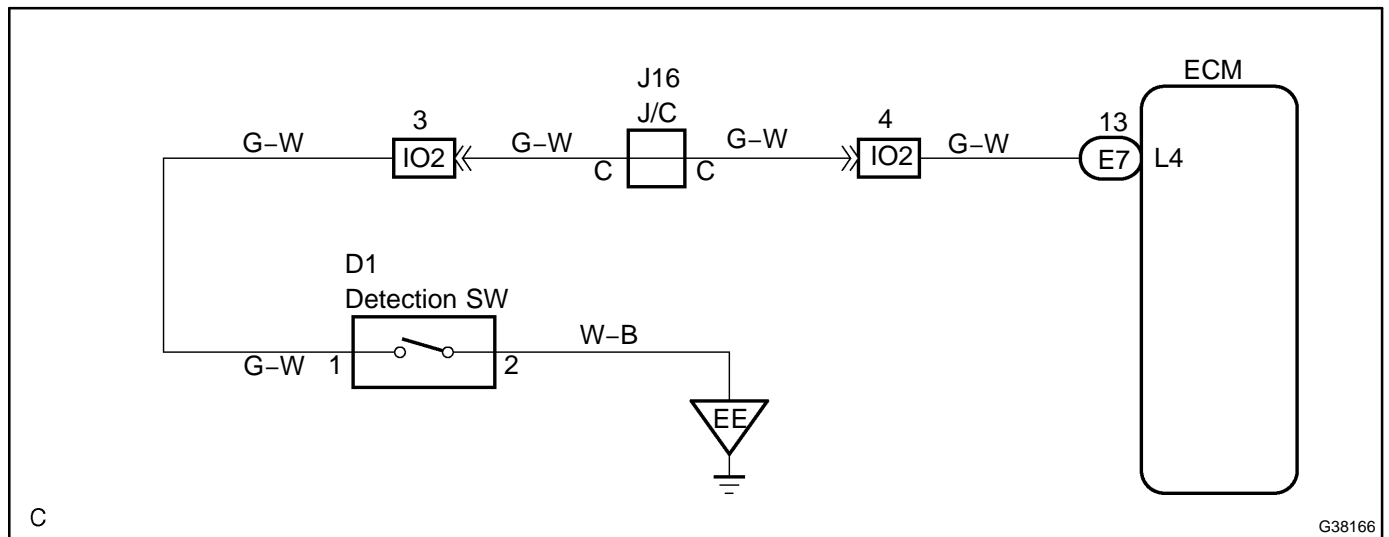 J16
J/C
ECM
3
4
13
G–W
IO2
G–W
C
C
G–W
IO2
G–W
E7
L4
D1
Detection SW
G–W
1
2
W–B
EE
C
G38166